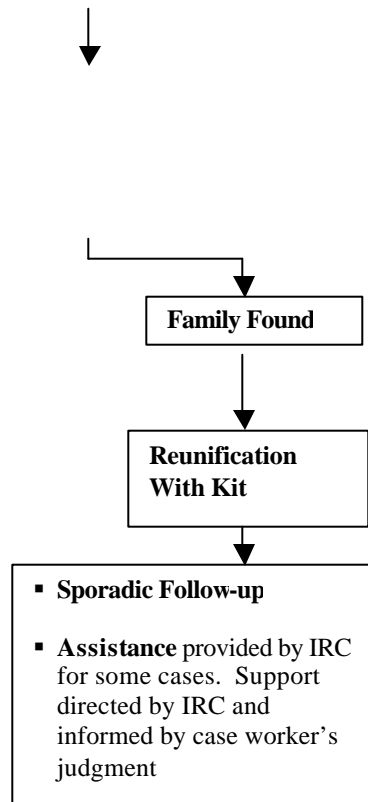 Family Found
Reunification
With Kit
▪ Sporadic Follow-up
▪ Assistance provided by IRC
for some cases. Support
directed by IRC and
informed by case worker's
judgment